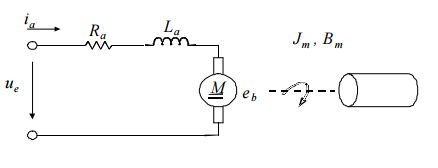 i_a
R_a
L_a
J_m , B_m
u_e
M
e_b